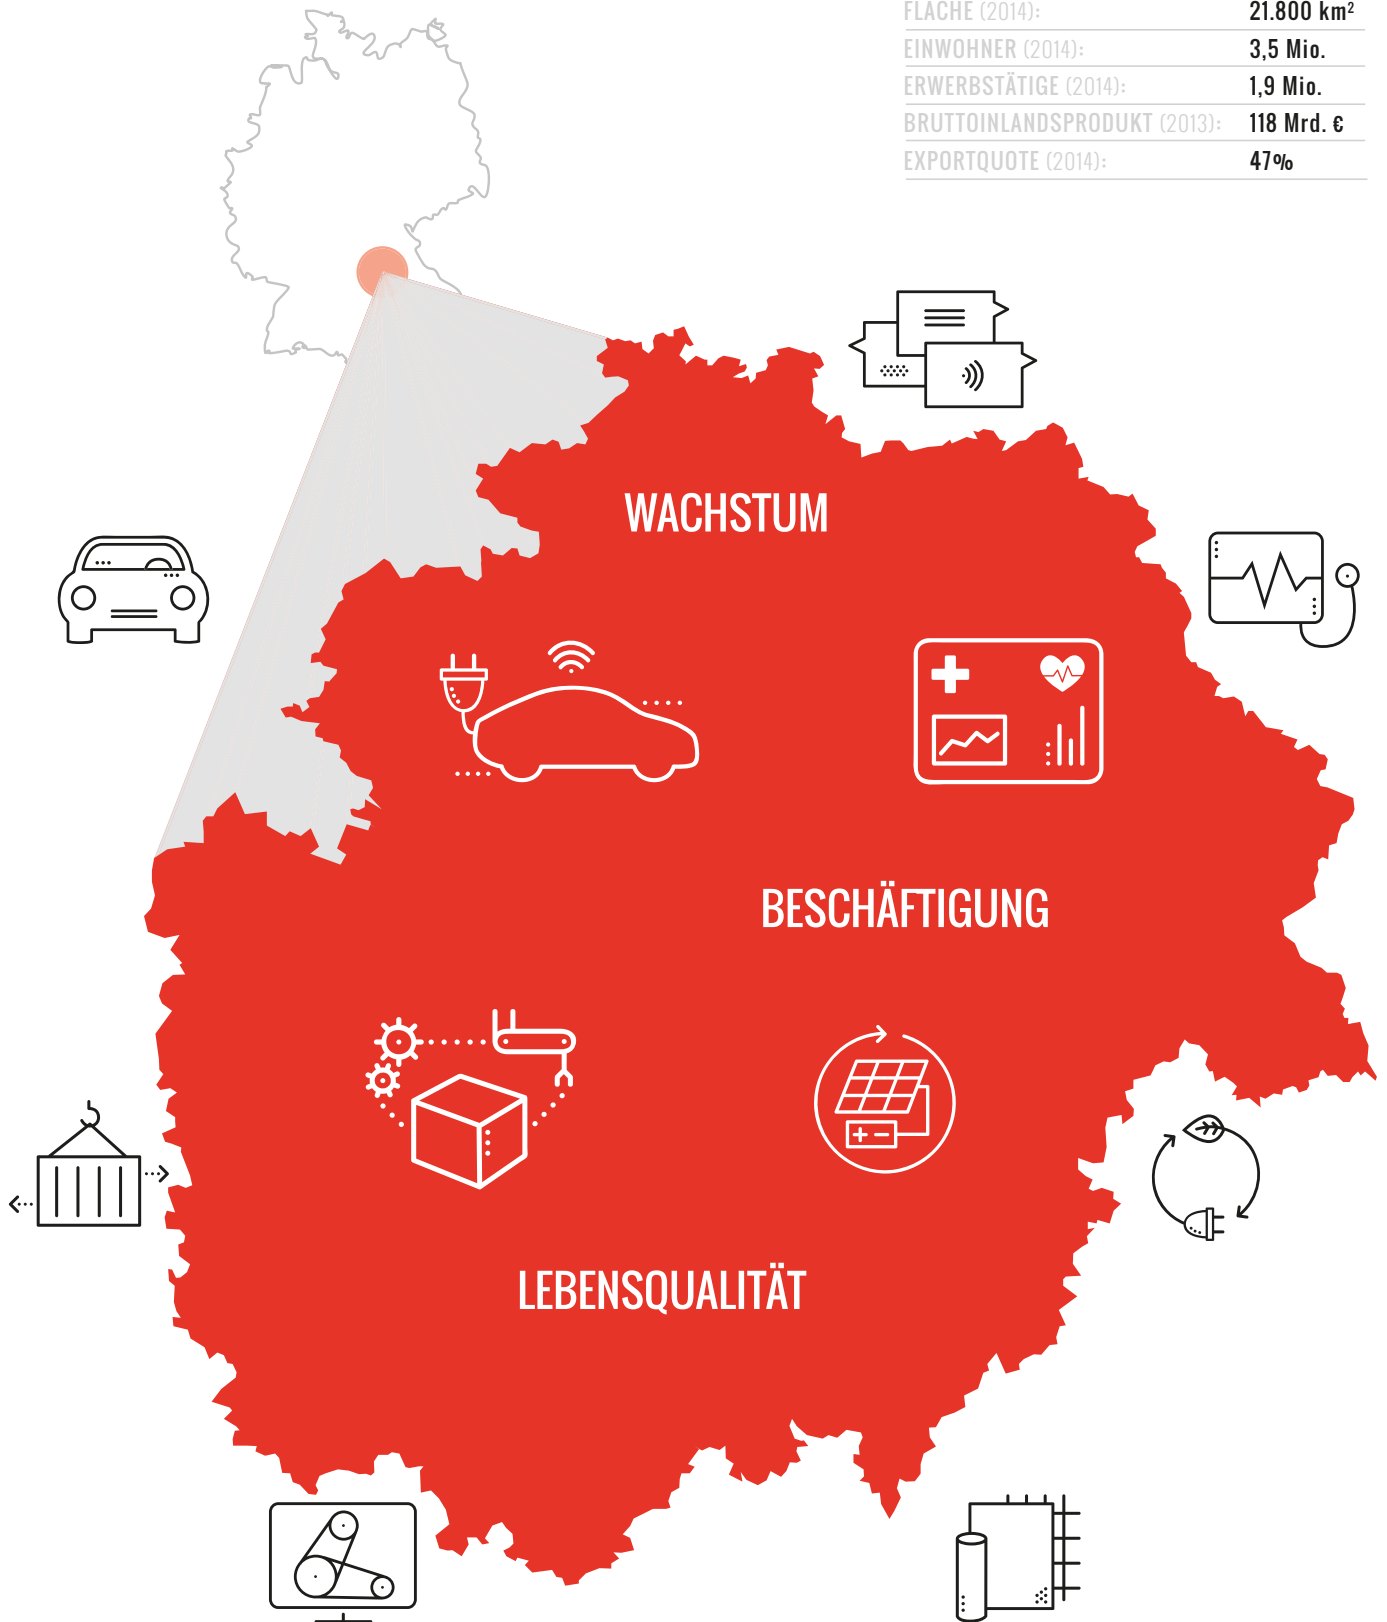 FLÄCHE (2014): 21.800 km²
EINWOHNER (2014): 3,5 Mio.
ERWERBSTÄTIGE (2014): 1,9 Mio.
BRUTTOINLANDSPRODUKT (2013): 118 Mrd. €
EXPORTQUOTE (2014): 47%
WACHSTUM
BESCHÄFTIGUNG
LEBENSQUALITÄT